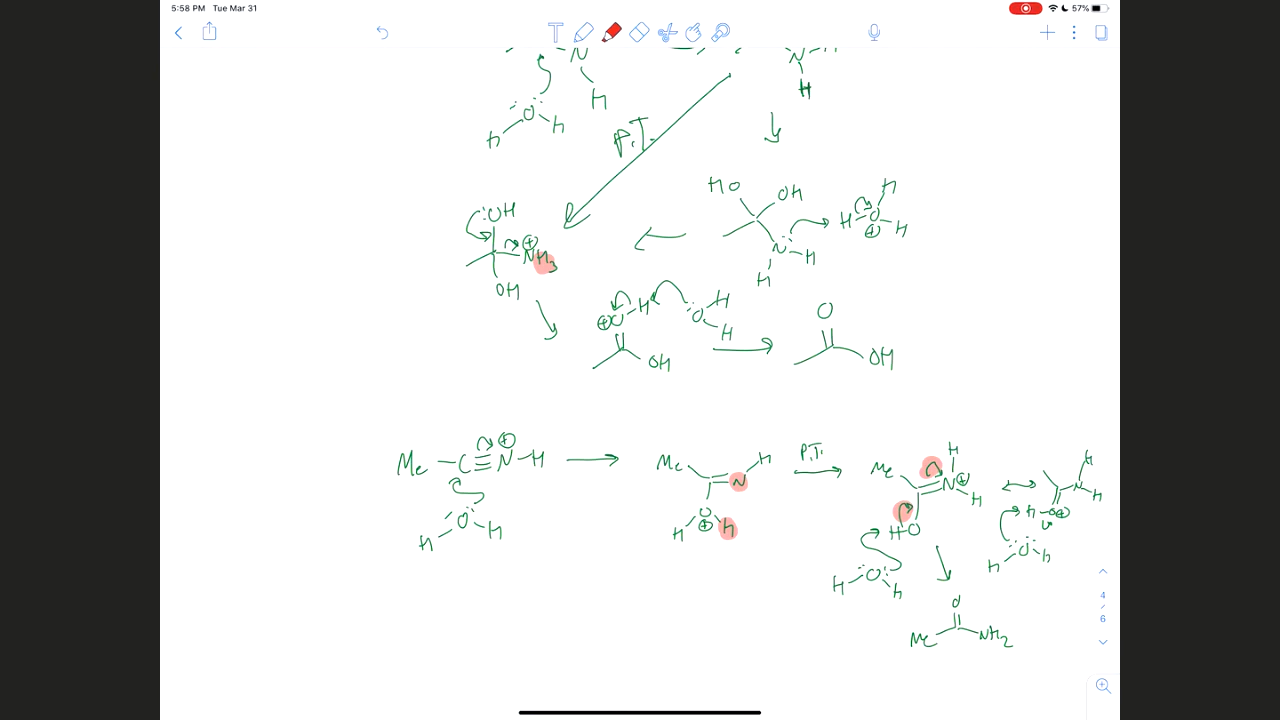 5:58 PM Tue Mar 31
57%
T
N H
H H
:O:
H H
P.T.
HO OH H
:OH H O H
⊕ ⊕
NH3 N H
OH H
H H
⊕O O H O
OH OH
⊕ H
Me C≡N H Me H P.T. Me N⊕ H N H
N H H O⊕
O HO
H H H ⊕ H O
O H H
H H O
Me NH2
4
/
6